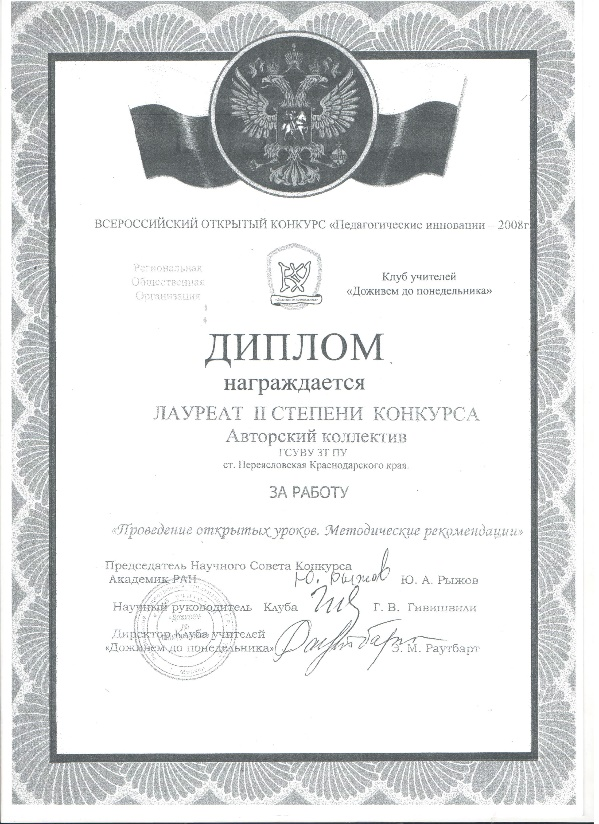 ВСЕРОССИЙСКИЙ ОТКРЫТЫЙ КОНКУРС «Педагогические инновации – 2008г.
Региональная
Общественная
Организация
Клуб учителей
«Доживем до понедельника»
ДИПЛОМ
награждается
ЛАУРЕАТ II СТЕПЕНИ КОНКУРСА
Авторский коллектив
ГСУВУ ЗТ ПУ
ст. Переясловская Краснодарского края.
ЗА РАБОТУ
«Проведение открытых уроков. Методические рекомендации»
Председатель Научного Совета Конкурса
Академик РАН Ю. Рыжов Ю. А. Рыжов
Научный руководитель Клуба Г. В. Гивишвили
Директор Клуба учителей
«Доживем до понедельника» Раутбарт Э. М. Раутбарт